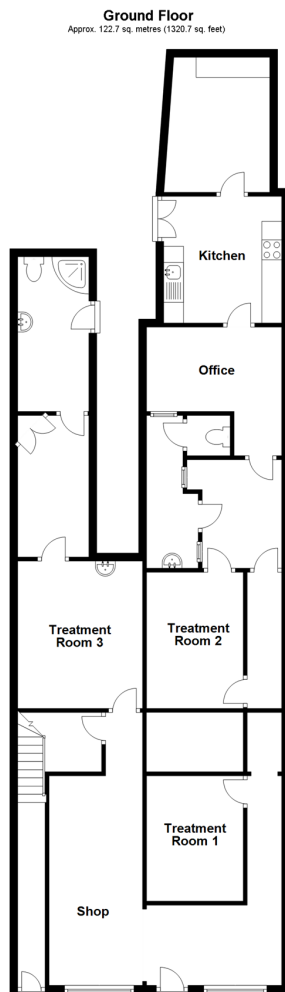 Ground Floor
Approx. 122.7 sq. metres (1320.7 sq. feet)
Kitchen
Office
Treatment
Room 3
Treatment
Room 2
Treatment
Room 1
Shop